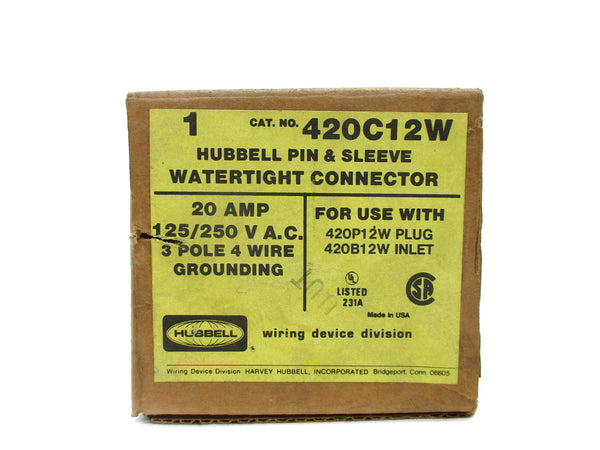 1 CAT. NO. 420C12W
HUBBELL PIN & SLEEVE
WATERTIGHT CONNECTOR
20 AMP
125/250 V A.C.
3 POLE 4 WIRE
GROUNDING
FOR USE WITH
420P12W PLUG
420B12W INLET
UL
LISTED
231A
SA
Made in USA
HUBBELL ®
wiring device division
Wiring Device Division HARVEY HUBBELL, INCORPORATED Bridgeport, Conn. 06605